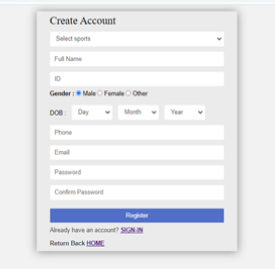 Create Account
Select sports
Full Name
ID
Gender : Male Female Other
DOB : Day Month Year
Phone
Email
Password
Confirm Password
Register
Already have an account? SIGN-IN
Return Back HOME